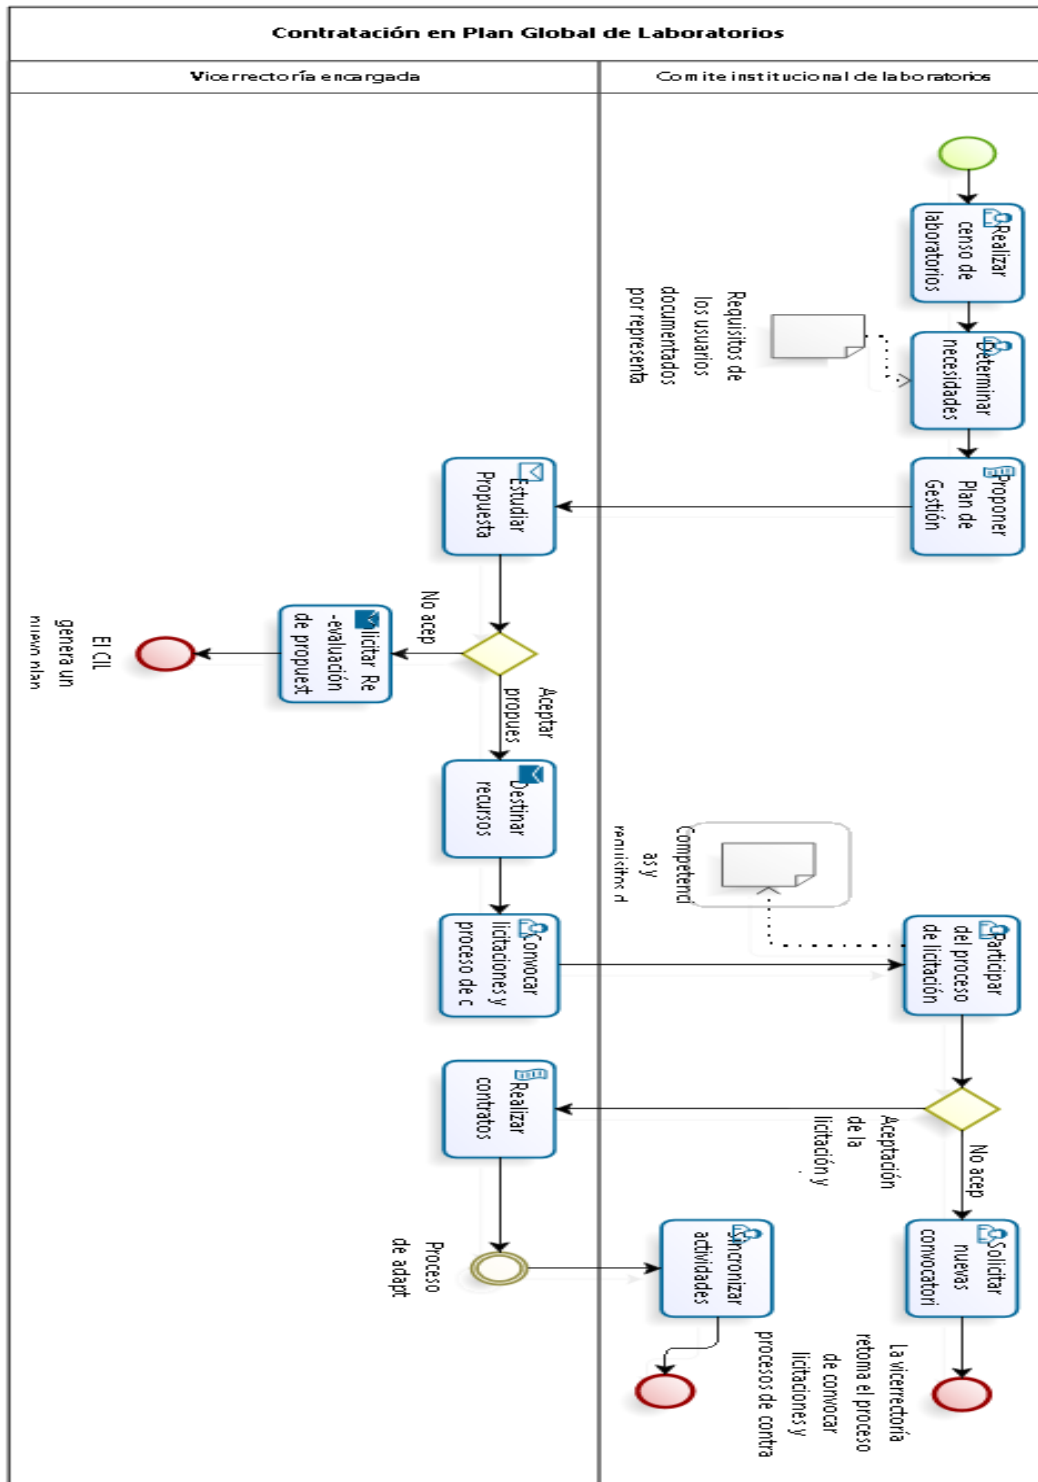 Contratación en Plan Global de Laboratorios
Vicerrectoría encargada
Comite institucional de laboratorios
Realizar
censo de
laboratorios
Requisitos de
los usuarios
documentados
por representa
Determinar
necesidades
Proponer
Plan de
Gestión
Estudiar
Propuesta
No acep
licitar Re
-evaluación
de propuest
El CIL
genera un
nuevo plan
Aceptar
propues
Destinar
recursos
Convocar
licitaciones y
proceso de c
Competenci
as y
requisitos d
Participar
del proceso
de licitación
Aceptación
de la
licitación y
No acep
Realizar
contratos
Proceso
de adapt
Sincronizar
actividades
Solicitar
nuevas
convocatori
La vicerrectoría
retoma el proceso
de convocar
licitaciones y
procesos de contra